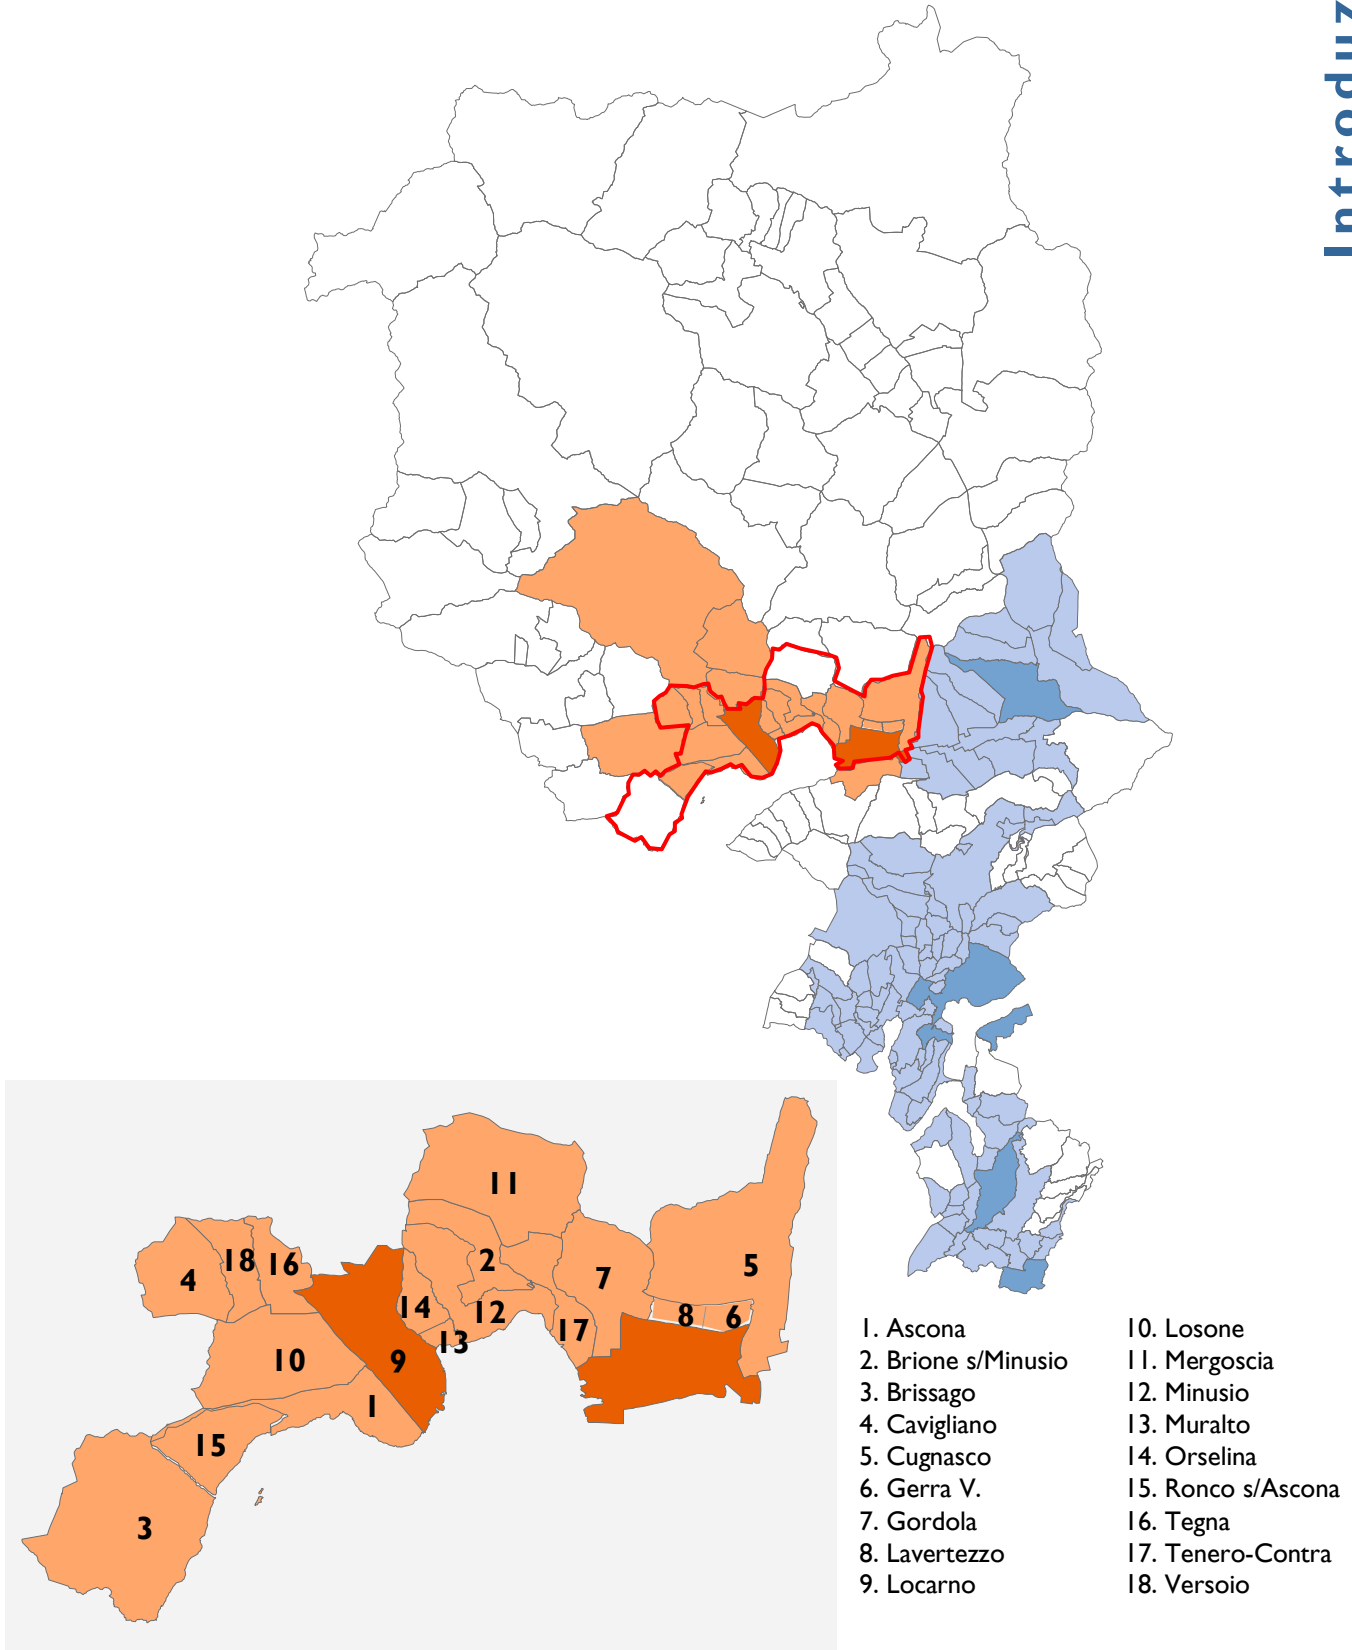 Introduz
11
5
18
16
2
4
7
14
12
8
6
17
13
10
9
1
15
3
1. Ascona
2. Brione s/Minusio
3. Brissago
4. Cavigliano
5. Cugnasco
6. Gerra V.
7. Gordola
8. Lavertezzo
9. Locarno
10. Losone
11. Mergoscia
12. Minusio
13. Muralto
14. Orselina
15. Ronco s/Ascona
16. Tegna
17. Tenero-Contra
18. Versoio